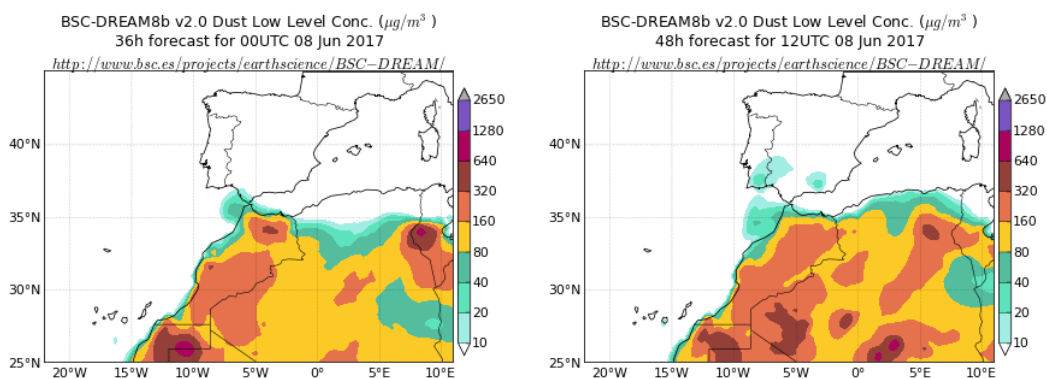 BSC-DREAM8b v2.0 Dust Low Level Conc. (μg/m³ )
36h forecast for 00UTC 08 Jun 2017
http://www.bsc.es/projects/earthscience/BSC−DREAM/
40°N
35°N
30°N
25°N
20°W
15°W
10°W
5°W
0°
5°E
10°E
2650
1280
640
320
160
80
40
20
10
BSC-DREAM8b v2.0 Dust Low Level Conc. (μg/m³ )
48h forecast for 12UTC 08 Jun 2017
http://www.bsc.es/projects/earthscience/BSC−DREAM/
40°N
35°N
30°N
25°N
20°W
15°W
10°W
5°W
0°
5°E
10°E
2650
1280
640
320
160
80
40
20
10